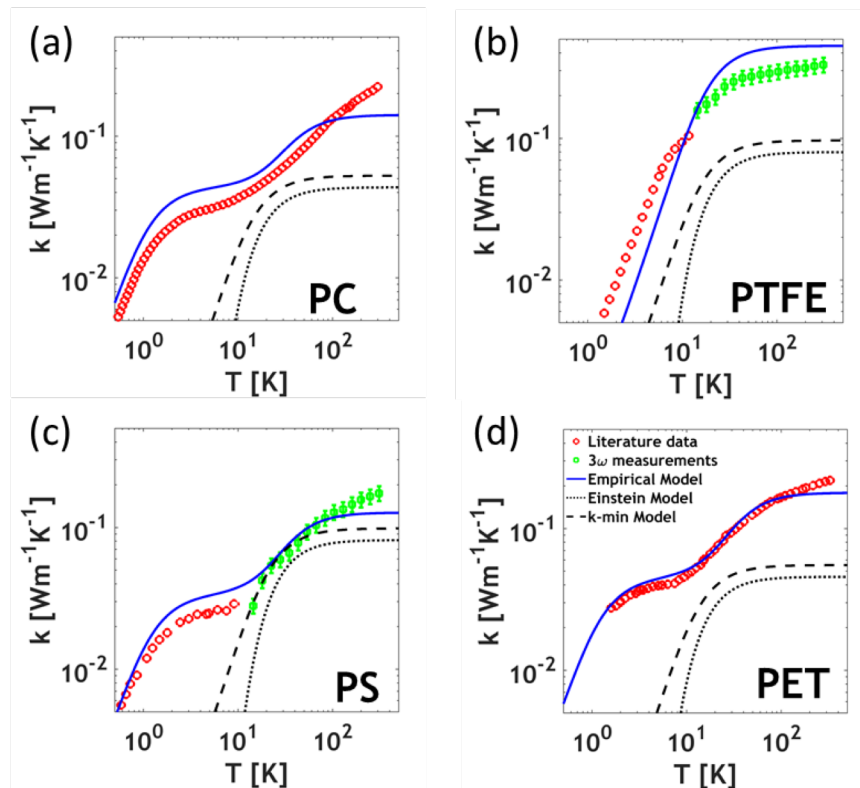 (a)
k [Wm⁻¹K⁻¹]
10⁻¹
10⁻²
PC
10⁰ 10¹ 10²
T [K]
(b)
k [Wm⁻¹K⁻¹]
10⁰
10⁻¹
10⁻²
PTFE
10⁰ 10¹ 10²
T [K]
(c)
k [Wm⁻¹K⁻¹]
10⁻¹
10⁻²
PS
10⁰ 10¹ 10²
T [K]
(d)
Literature data
3ω measurements
Empirical Model
Einstein Model
k-min Model
k [Wm⁻¹K⁻¹]
10⁻¹
10⁻²
PET
10⁰ 10¹ 10²
T [K]